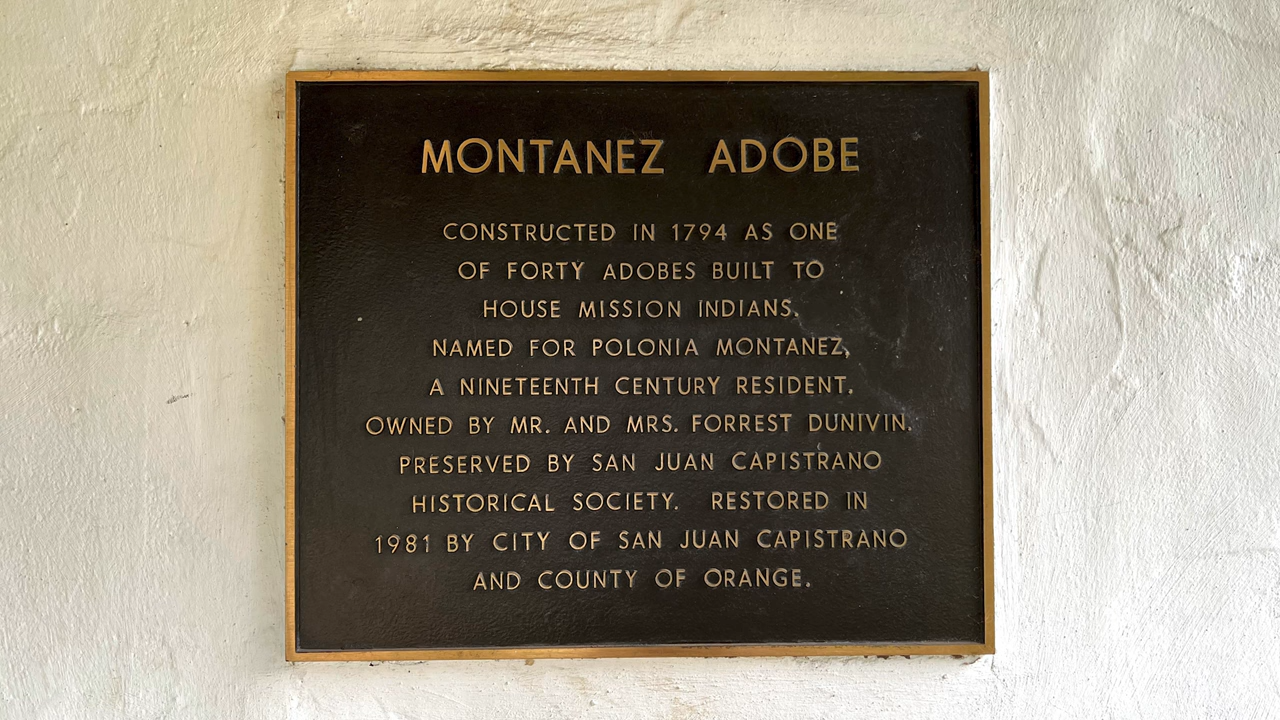 MONTANEZ ADOBE
CONSTRUCTED IN 1794 AS ONE
OF FORTY ADOBES BUILT TO
HOUSE MISSION INDIANS.
NAMED FOR POLONIA MONTANEZ,
A NINETEENTH CENTURY RESIDENT.
OWNED BY MR. AND MRS. FORREST DUNIVIN.
PRESERVED BY SAN JUAN CAPISTRANO
HISTORICAL SOCIETY. RESTORED IN
1981 BY CITY OF SAN JUAN CAPISTRANO
AND COUNTY OF ORANGE.